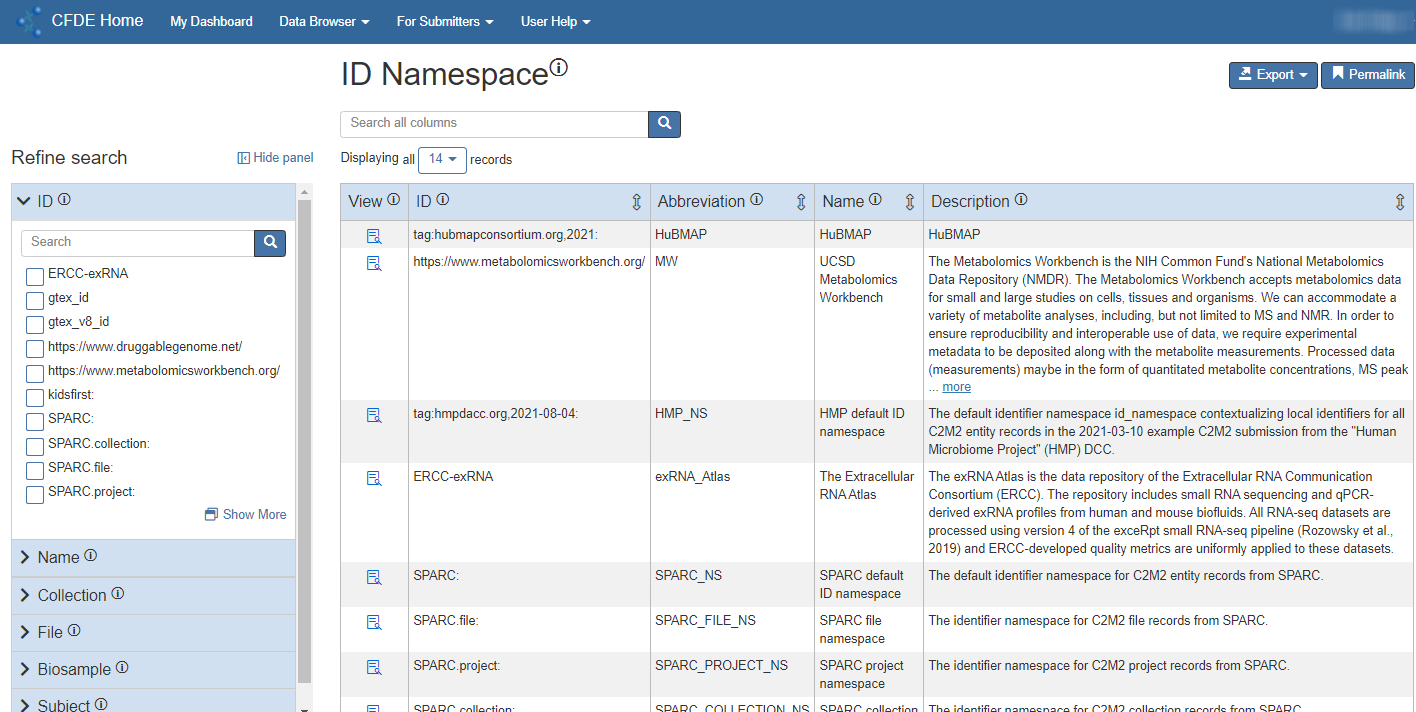 CFDE Home My Dashboard Data Browser For Submitters User Help
ID Namespace
Export Permalink
Search all columns
Refine search Hide panel
Displaying all 14 records
ID
Search
ERCC-exRNA
gtex_id
gtex_v8_id
https://www.druggablegenome.net/
https://www.metabolomicsworkbench.org/
kidsfirst:
SPARC:
SPARC.collection:
SPARC.file:
SPARC.project:
Show More
Name
Collection
File
Biosample
Subject
View ID Abbreviation Name Description
tag:hubmapconsortium.org,2021: HuBMAP HuBMAP HuBMAP
https://www.metabolomicsworkbench.org/ MW UCSD Metabolomics Workbench
The Metabolomics Workbench is the NIH Common Fund's National Metabolomics
Data Repository (NMDR). The Metabolomics Workbench accepts metabolomics data
for small and large studies on cells, tissues and organisms. We can accommodate a
variety of metabolite analyses, including, but not limited to MS and NMR. In order to
ensure reproducibility and interoperable use of data, we require experimental
metadata to be deposited along with the metabolite measurements. Processed data
(measurements) maybe in the form of quantitated metabolite concentrations, MS peak
... more
tag:hmpdacc.org,2021-08-04: HMP_NS HMP default ID namespace
The default identifier namespace id_namespace contextualizing local identifiers for all
C2M2 entity records in the 2021-03-10 example C2M2 submission from the "Human
Microbiome Project" (HMP) DCC.
ERCC-exRNA exRNA_Atlas The Extracellular RNA Atlas
The exRNA Atlas is the data repository of the Extracellular RNA Communication
Consortium (ERCC). The repository includes small RNA sequencing and qPCR-
derived exRNA profiles from human and mouse biofluids. All RNA-seq datasets are
processed using version 4 of the exceRpt small RNA-seq pipeline (Rozowsky et al.,
2019) and ERCC-developed quality metrics are uniformly applied to these datasets.
SPARC: SPARC_NS SPARC default ID namespace
The default identifier namespace for C2M2 entity records from SPARC.
SPARC.file: SPARC_FILE_NS SPARC file namespace
The identifier namespace for C2M2 file records from SPARC.
SPARC.project: SPARC_PROJECT_NS SPARC project namespace
The identifier namespace for C2M2 project records from SPARC.
SPARC.collection: SPARC_COLLECTION_NS SPARC collection
The identifier namespace for C2M2 collection records from SPARC.